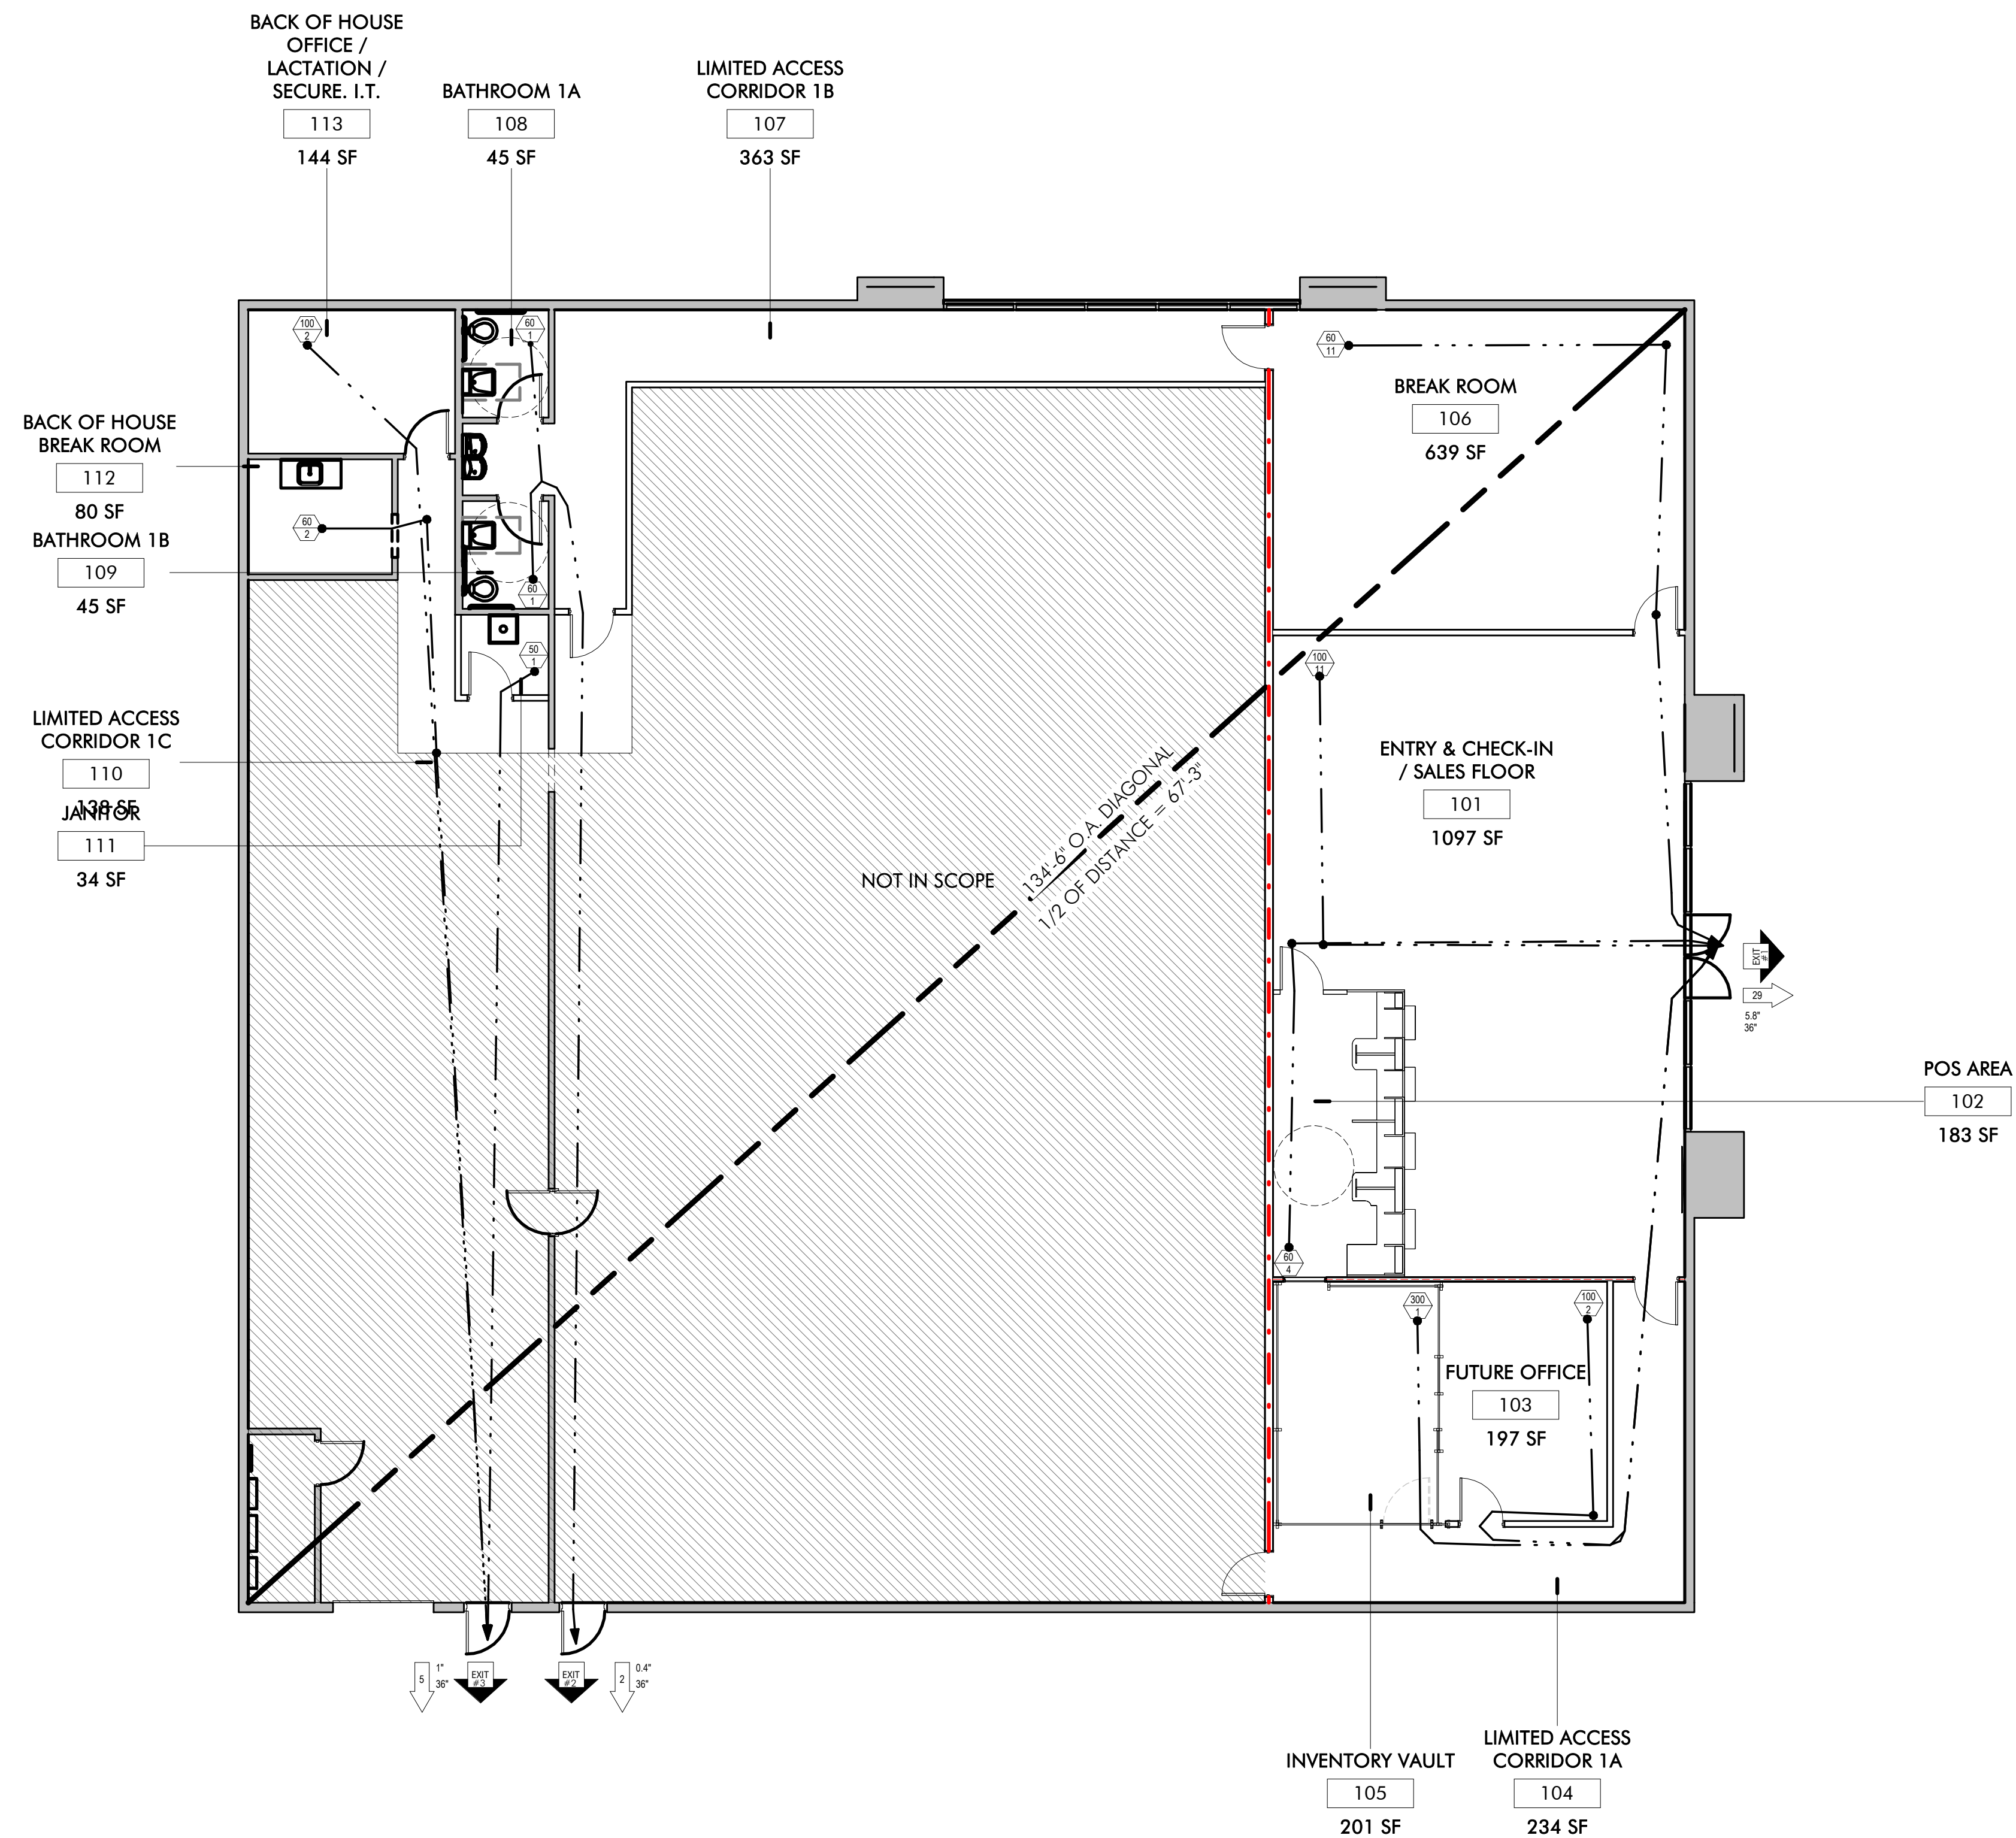 BACK OF HOUSE
OFFICE /
LACTATION /
SECURE. I.T.
113
144 SF
BATHROOM 1A
108
45 SF
LIMITED ACCESS
CORRIDOR 1B
107
363 SF
100
2
60
1
60
11
BREAK ROOM
106
639 SF
BACK OF HOUSE
BREAK ROOM
112
80 SF
60
2
BATHROOM 1B
109
45 SF
60
1
50
1
100
11
LIMITED ACCESS
CORRIDOR 1C
110
138 SF
JANITOR
111
34 SF
ENTRY & CHECK-IN
/ SALES FLOOR
101
1097 SF
NOT IN SCOPE
134'-6" O.A. DIAGONAL
1/2 OF DISTANCE = 67'-3"
EXIT
#1
29
5.8"
36"
POS AREA
102
183 SF
60
4
300
1
100
2
FUTURE OFFICE
103
197 SF
5
1"
36"
EXIT
#3
EXIT
#2
2
0.4"
36"
INVENTORY VAULT
105
201 SF
LIMITED ACCESS
CORRIDOR 1A
104
234 SF